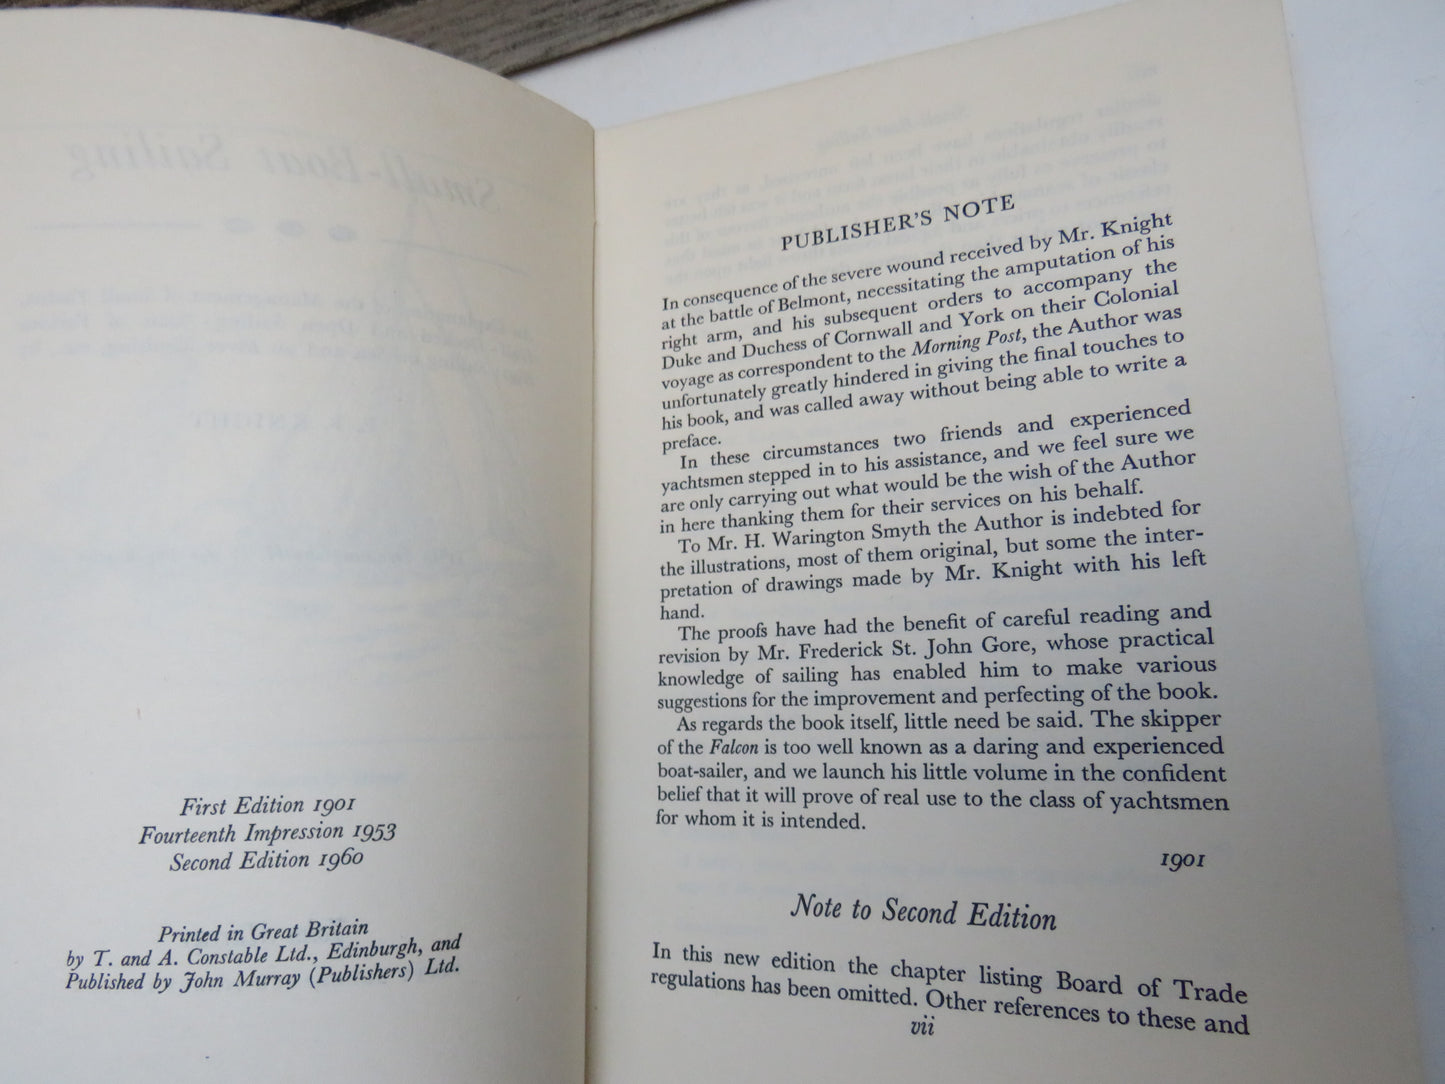 First Edition 1901
Fourteenth Impression 1953
Second Edition 1960
Printed in Great Britain
by T. and A. Constable Ltd., Edinburgh, and
Published by John Murray (Publishers) Ltd.
PUBLISHER'S NOTE
In consequence of the severe wound received by Mr. Knight
at the battle of Belmont, necessitating the amputation of his
right arm, and his subsequent orders to accompany the
Duke and Duchess of Cornwall and York on their Colonial
voyage as correspondent to the Morning Post, the Author was
unfortunately greatly hindered in giving the final touches to
his book, and was called away without being able to write a
preface.
In these circumstances two friends and experienced
yachtsmen stepped in to his assistance, and we feel sure we
are only carrying out what would be the wish of the Author
in here thanking them for their services on his behalf.
To Mr. H. Warington Smyth the Author is indebted for
the illustrations, most of them original, but some the inter-
pretation of drawings made by Mr. Knight with his left
hand.
The proofs have had the benefit of careful reading and
revision by Mr. Frederick St. John Gore, whose practical
knowledge of sailing has enabled him to make various
suggestions for the improvement and perfecting of the book.
As regards the book itself, little need be said. The skipper
of the Falcon is too well known as a daring and experienced
boat-sailer, and we launch his little volume in the confident
belief that it will prove of real use to the class of yachtsmen
for whom it is intended.
1901
Note to Second Edition
In this new edition the chapter listing Board of Trade
regulations has been omitted. Other references to these and
vii